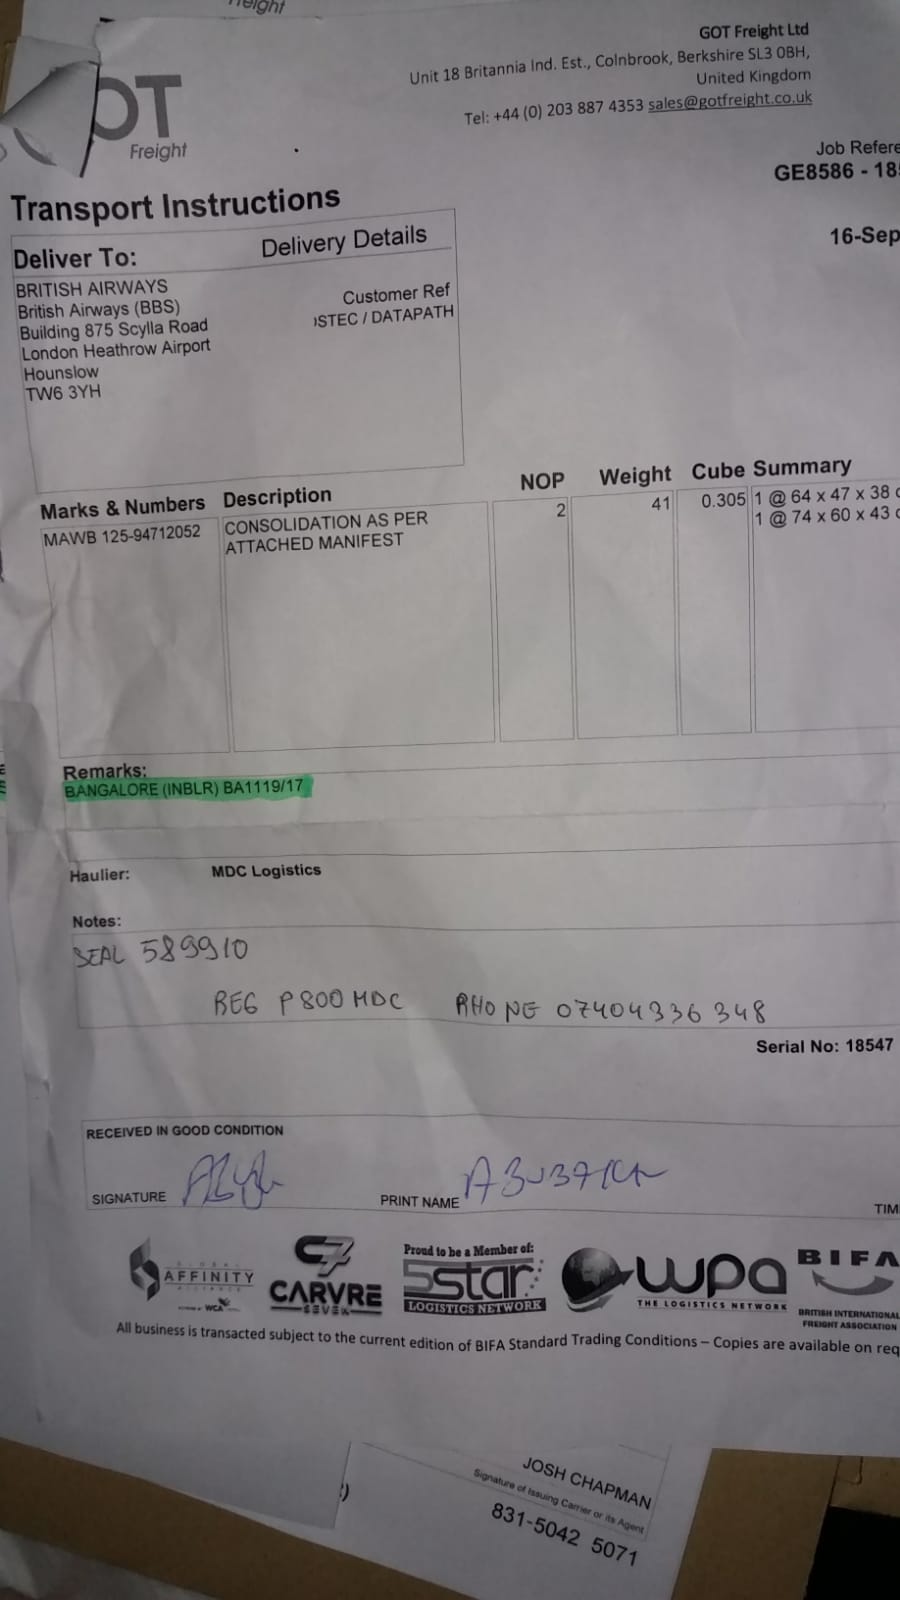 GOT Freight Ltd
Unit 18 Britannia Ind. Est., Colnbrook, Berkshire SL3 0BH,
United Kingdom
Tel: +44 (0) 203 887 4353 sales@gotfreight.co.uk
OT
Freight
Job Refere
GE8586 - 18
16-Sep
Transport Instructions
Deliver To:
Delivery Details
BRITISH AIRWAYS
British Airways (BBS)
Building 875 Scylla Road
London Heathrow Airport
Hounslow
TW6 3YH
Customer Ref
STEC / DATAPATH
Marks & Numbers Description NOP Weight Cube Summary
MAWB 125-94712052 CONSOLIDATION AS PER 2 41 0.305 1 @ 64 x 47 x 38
ATTACHED MANIFEST 1 @ 74 x 60 x 43
Remarks:
BANGALORE (INBLR) BA1119/17
Haulier: MDC Logistics
Notes:
SEAL 589910
REG P800MDC PHONE 07404336348
Serial No: 18547
RECEIVED IN GOOD CONDITION
SIGNATURE
PRINT NAME
TIM
AFFINITY
WCA
CARVRE
SEVEN
Proud to be a Member of:
5star
LOGISTICS NETWORK
wpa
THE LOGISTICS NETWORK
BIFA
BRITISH INTERNATIONAL
FREIGHT ASSOCIATION
All business is transacted subject to the current edition of BIFA Standard Trading Conditions – Copies are available on req
JOSH CHAPMAN
Signature of Issuing Carrier or its Agent
831-5042 5071